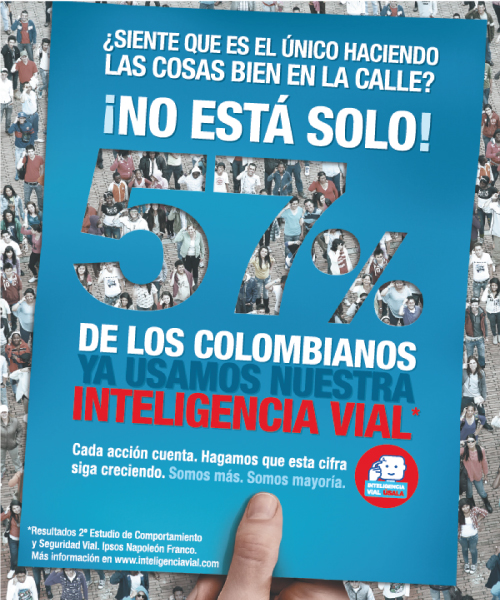 ¿SIENTE QUE ES EL ÚNICO HACIENDO
LAS COSAS BIEN EN LA CALLE?
¡NO ESTÁ SOLO!
57%
DE LOS COLOMBIANOS
YA USAMOS NUESTRA
INTELIGENCIA VIAL*
Cada acción cuenta. Hagamos que esta cifra
siga creciendo. Somos más. Somos mayoría.
INTELIGENCIA
VIAL ÚSALA
*Resultados 2º Estudio de Comportamiento
y Seguridad Vial. Ipsos Napoleón Franco.
Más información en www.inteligenciavial.com